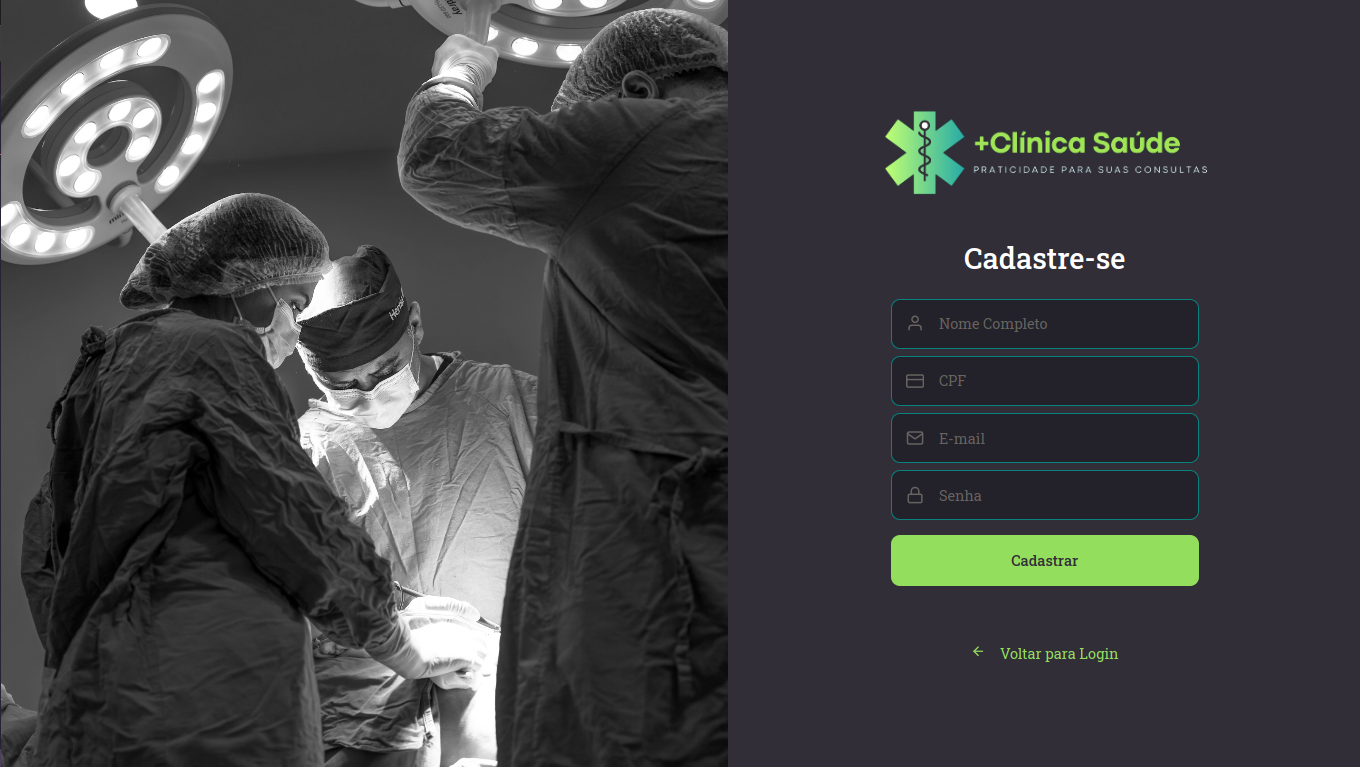 +Clínica Saúde
PRATICIDADE PARA SUAS CONSULTAS
Cadastre-se
Nome Completo
CPF
E-mail
Senha
Cadastrar
Voltar para Login